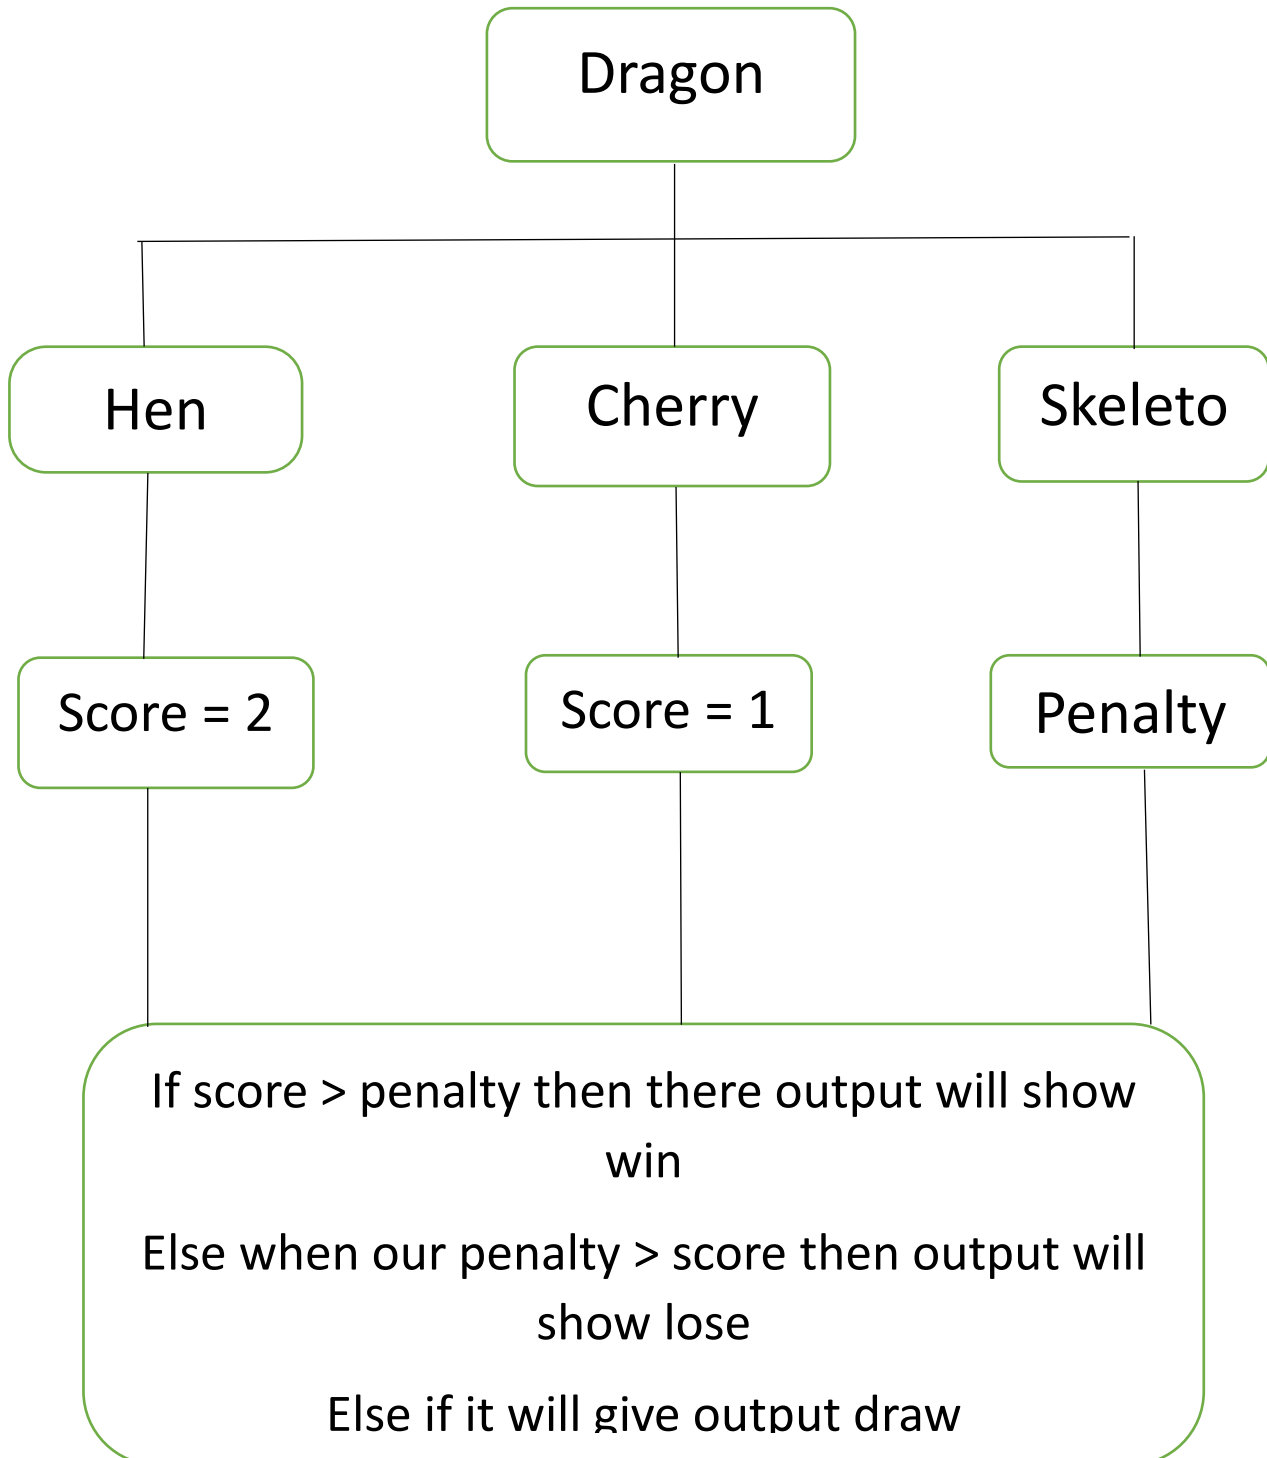 Dragon
Hen
Cherry
Skeleto
Score = 2
Score = 1
Penalty
If score > penalty then there output will show
win
Else when our penalty > score then output will
show lose
Else if it will give output draw